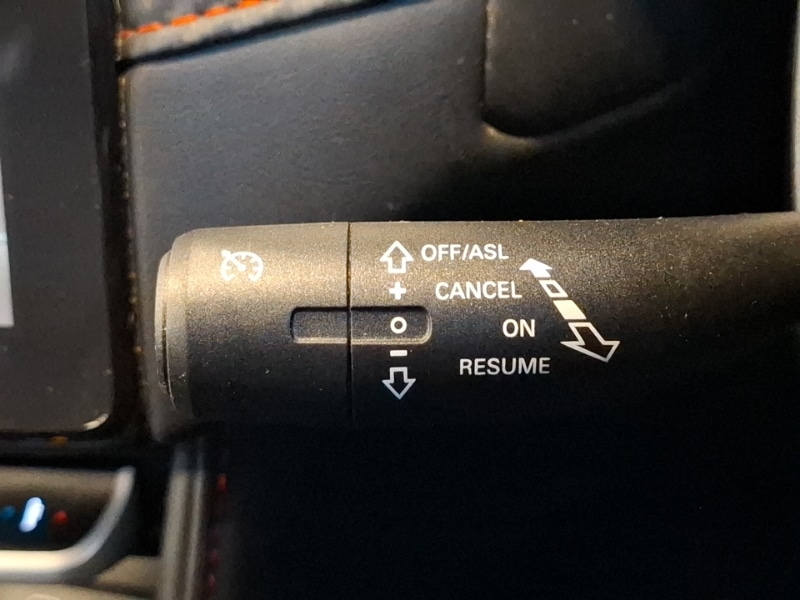 OFF/ASL
+ CANCEL
O ON
– RESUME